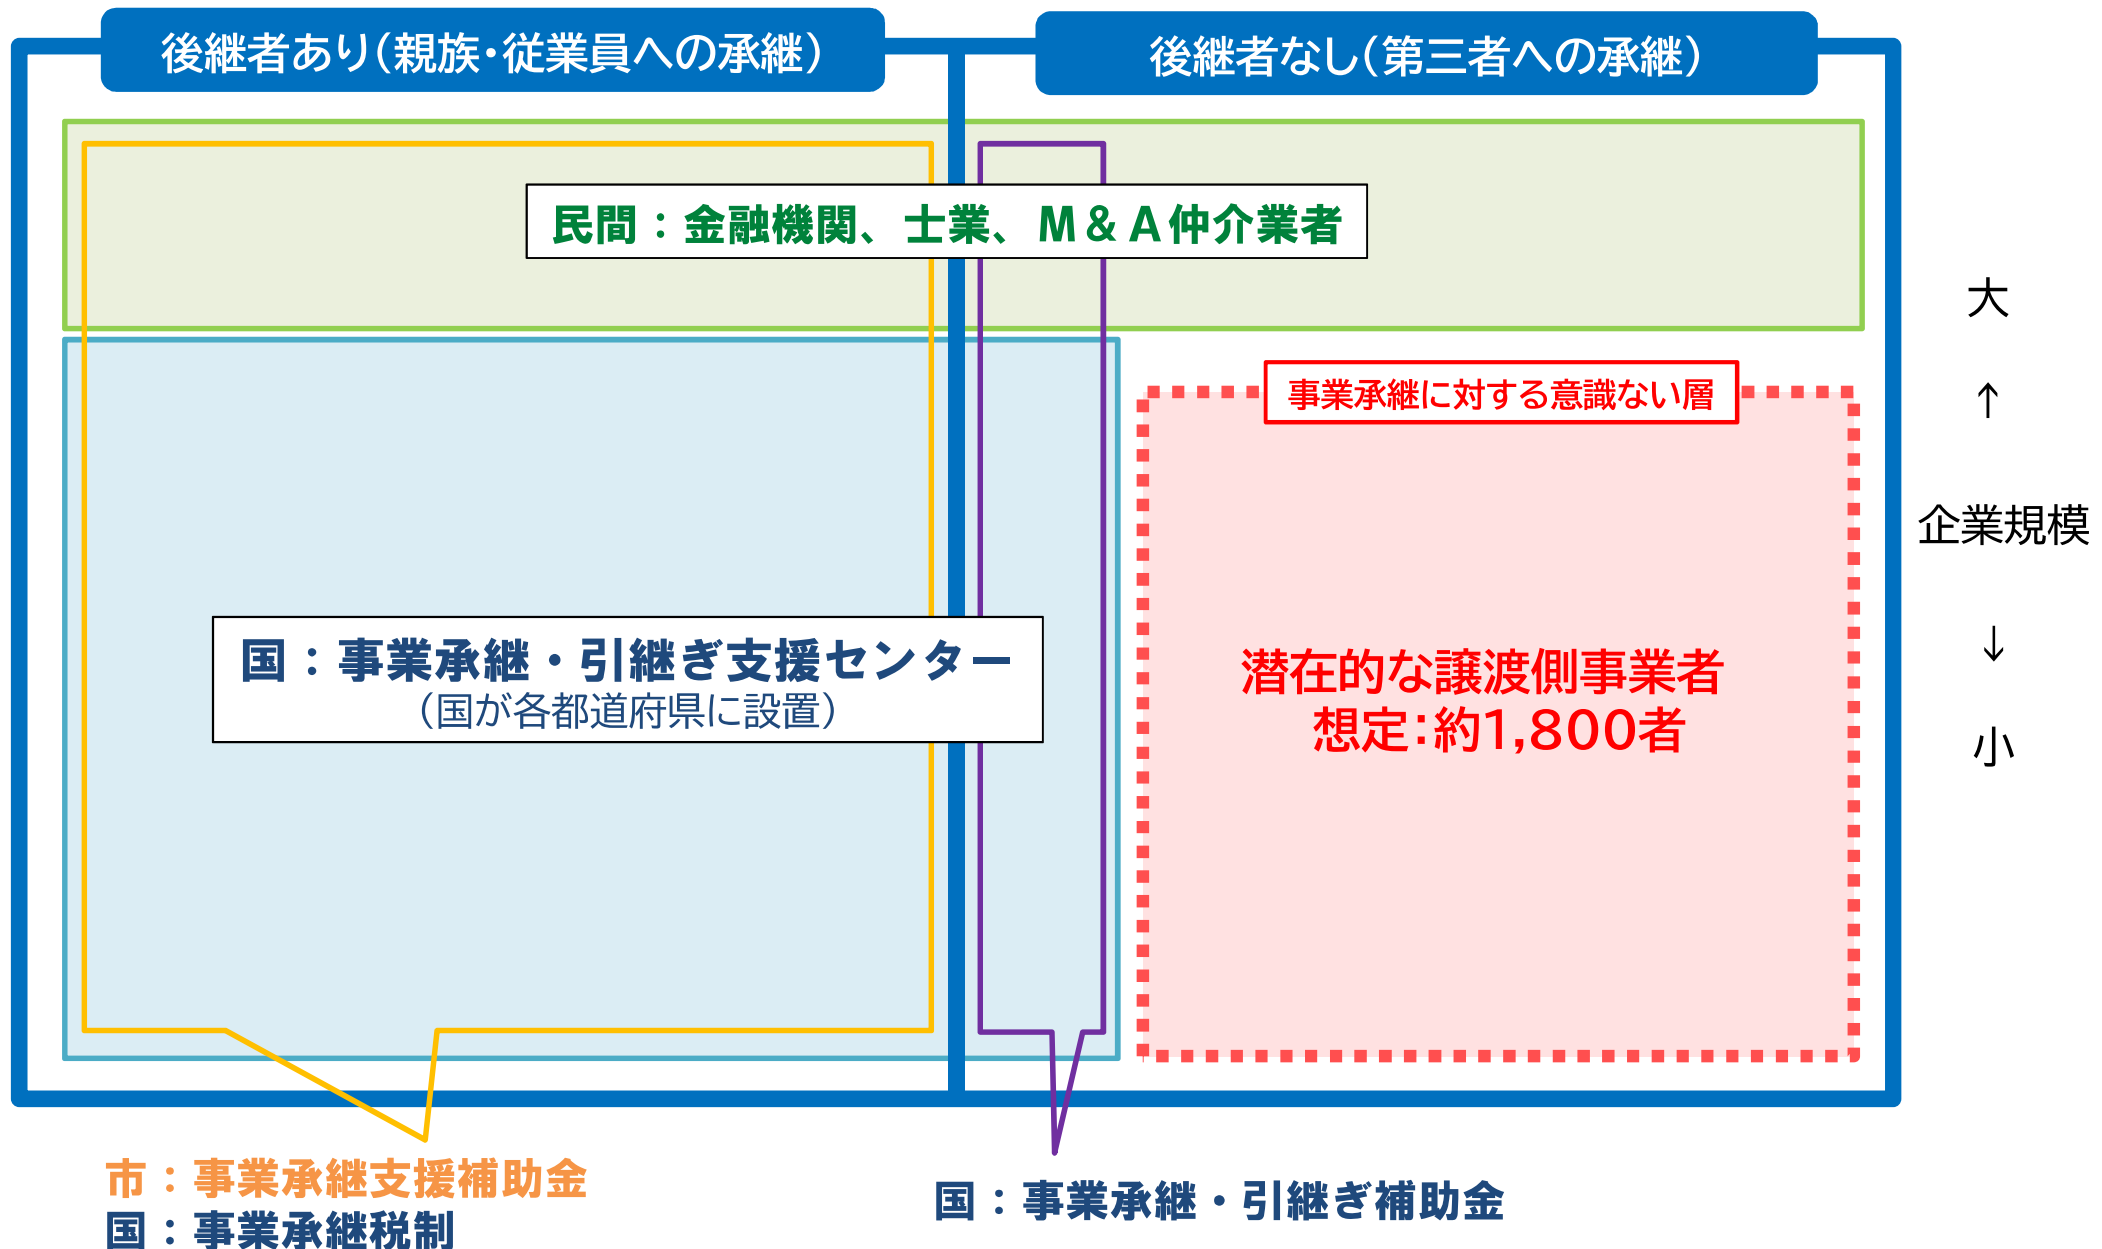 後継者あり（親族・従業員への承継）
後継者なし（第三者への承継）
民間：金融機関、士業、Ｍ＆Ａ仲介業者
大
↑
企業規模
↓
小
事業承継に対する意識ない層
国：事業承継・引継ぎ支援センター
（国が各都道府県に設置）
潜在的な譲渡側事業者
想定：約1,800者
市：事業承継支援補助金
国：事業承継税制
国：事業承継・引継ぎ補助金